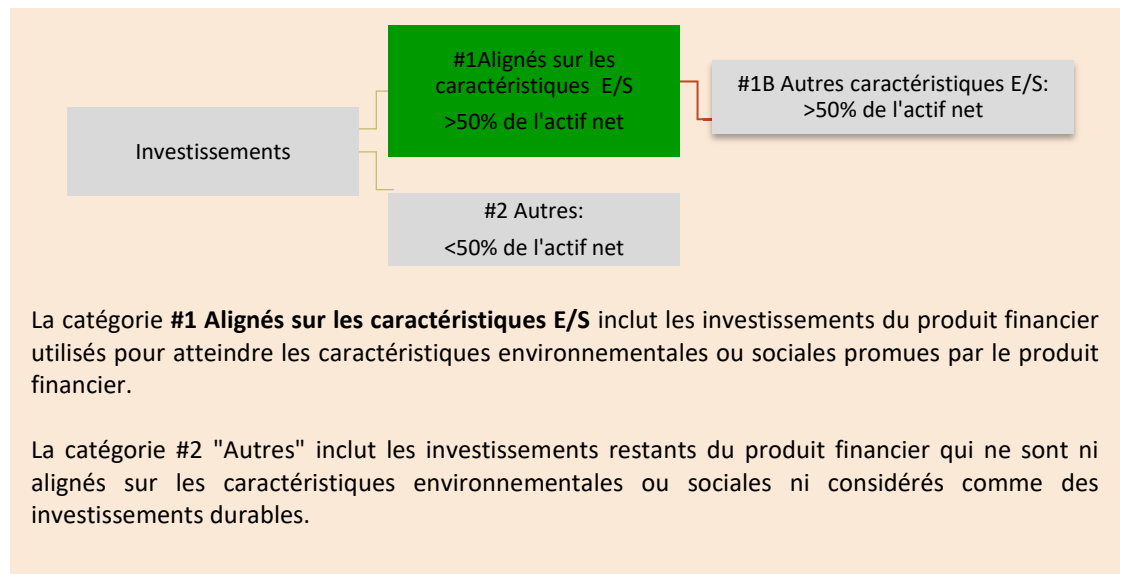 #1Alignés sur les
caractéristiques E/S
>50% de l'actif net
#1B Autres caractéristiques E/S:
>50% de l'actif net
Investissements
#2 Autres:
<50% de l'actif net
La catégorie #1 Alignés sur les caractéristiques E/S inclut les investissements du produit financier
utilisés pour atteindre les caractéristiques environnementales ou sociales promues par le produit
financier.
La catégorie #2 "Autres" inclut les investissements restants du produit financier qui ne sont ni
alignés sur les caractéristiques environnementales ou sociales ni considérés comme des
investissements durables.